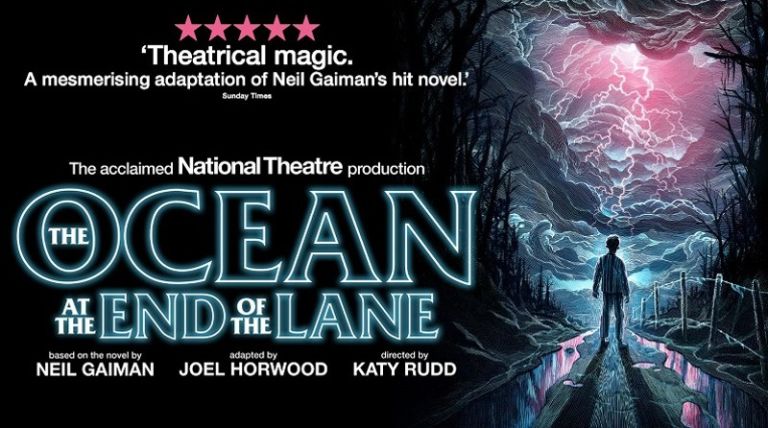 ‘Theatrical magic.
A mesmerising adaptation of Neil Gaiman’s hit novel.’
Sunday Times
The acclaimed National Theatre production
THE OCEAN
AT THE END OF THE LANE
based on the novel by
NEIL GAIMAN
adapted by
JOEL HORWOOD
directed by
KATY RUDD